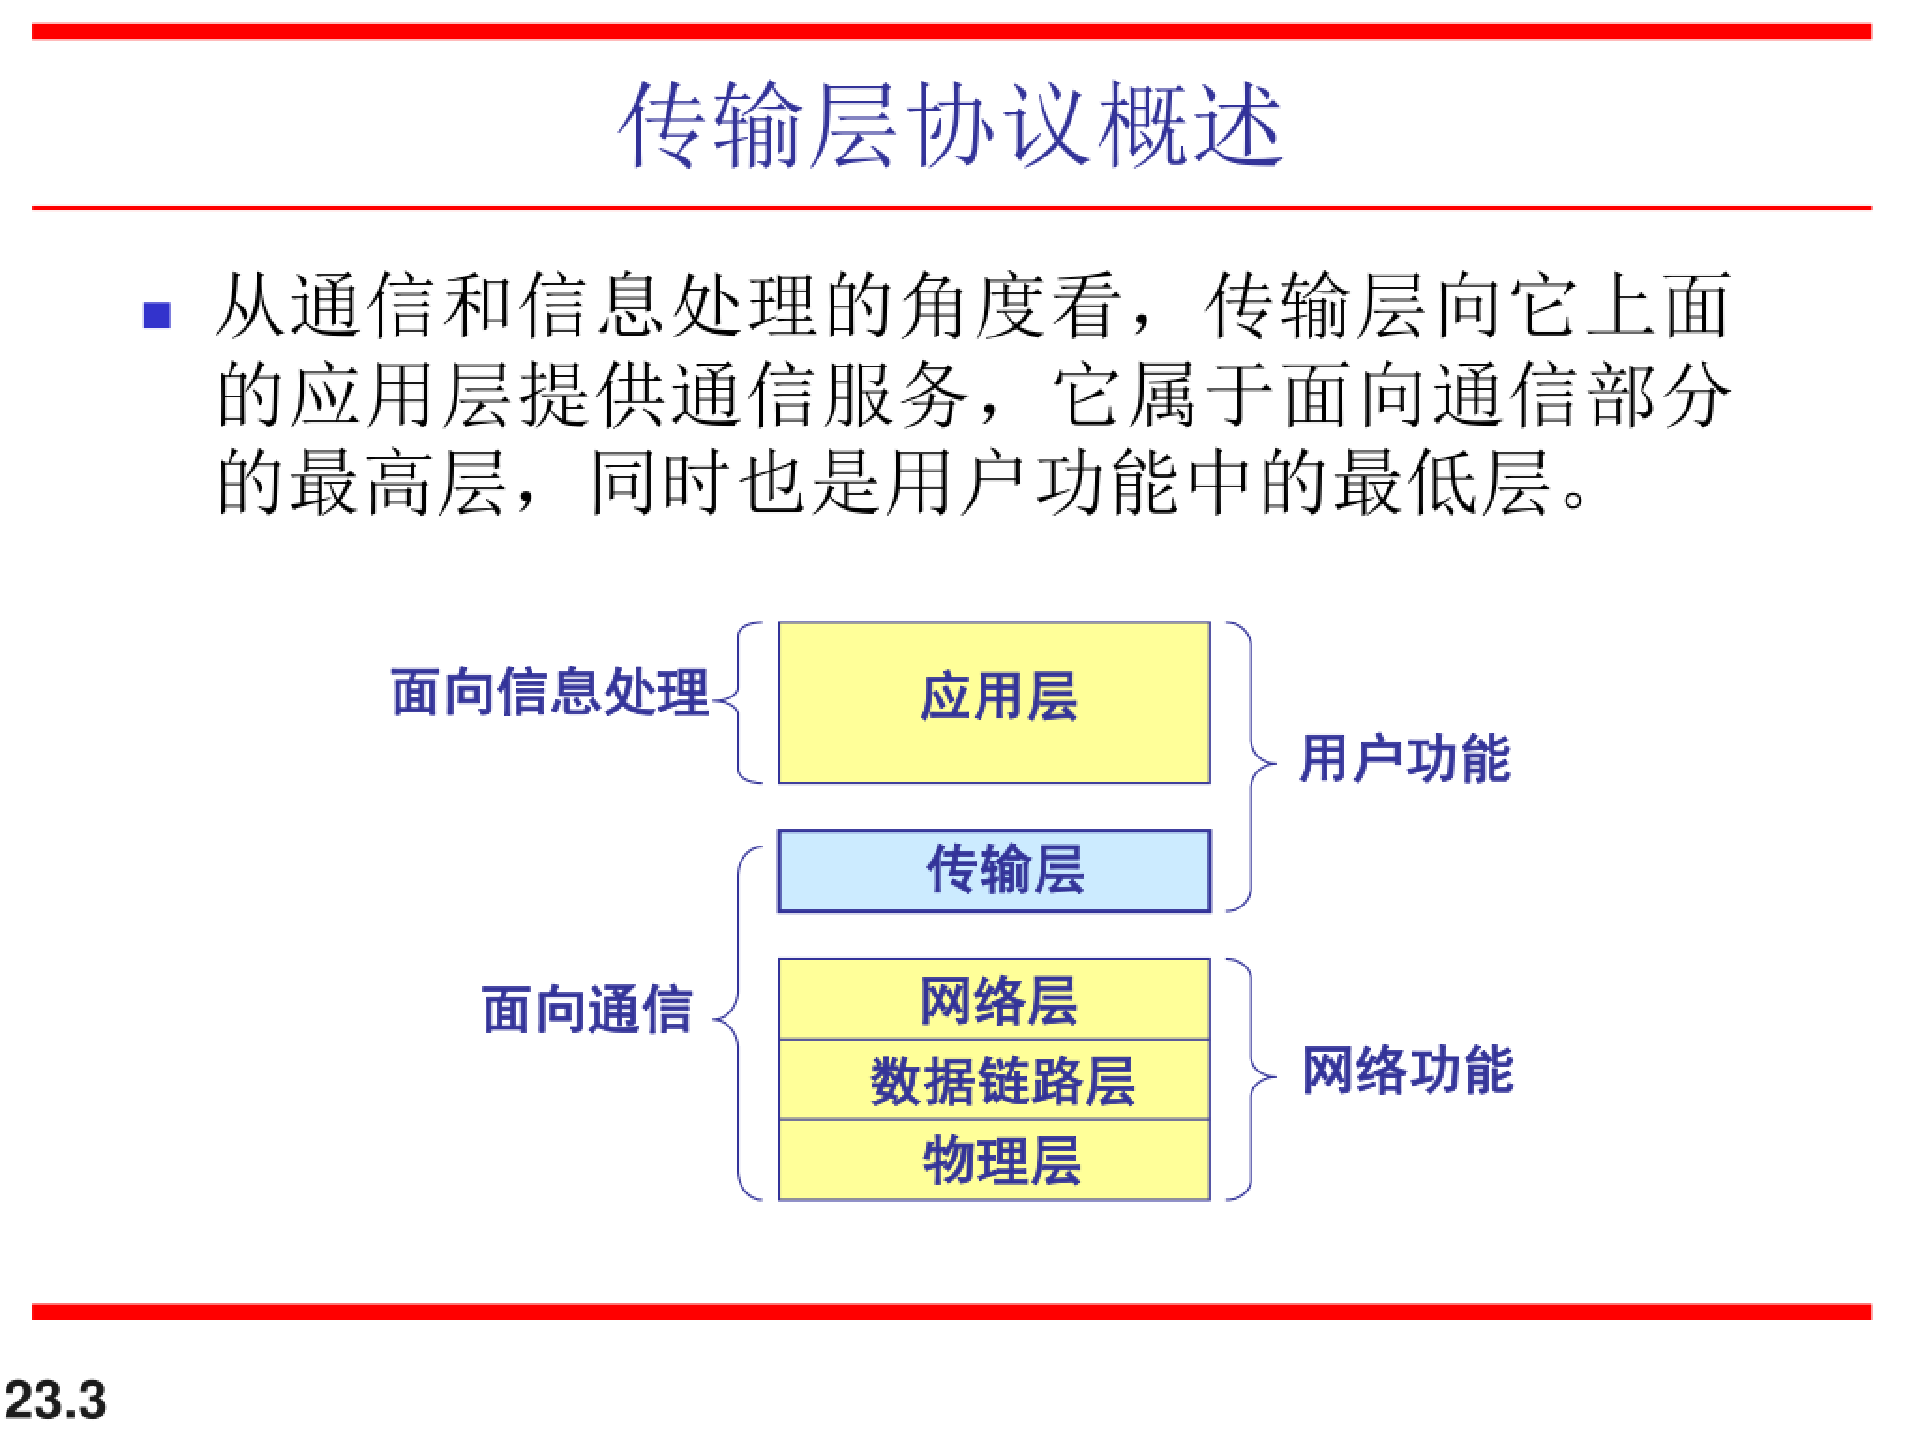 传输层协议概述
从通信和信息处理的角度看，传输层向它上面
的应用层提供通信服务，它属于面向通信部分
的最高层，同时也是用户功能中的最低层。
面向信息处理
应用层
用户功能
传输层
面向通信
网络层
数据链路层
物理层
网络功能
23.3